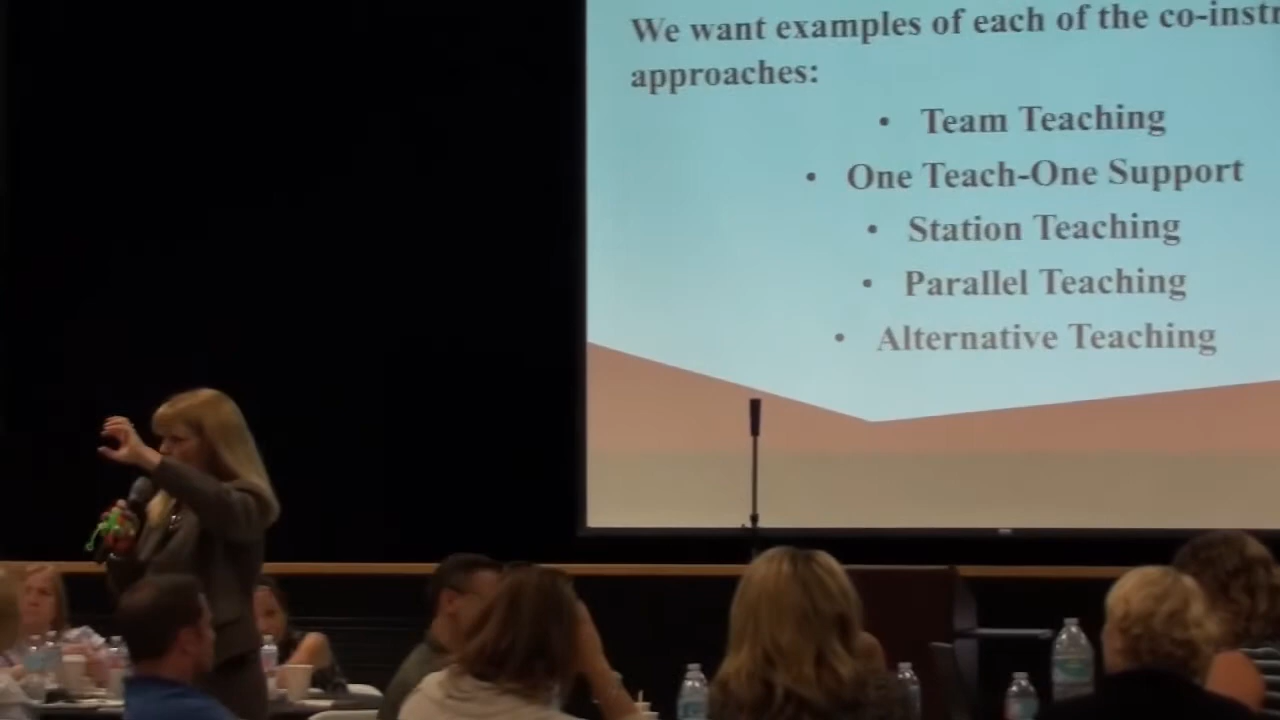 We want examples of each of the co-instr
approaches:
• Team Teaching
• One Teach-One Support
• Station Teaching
• Parallel Teaching
• Alternative Teaching